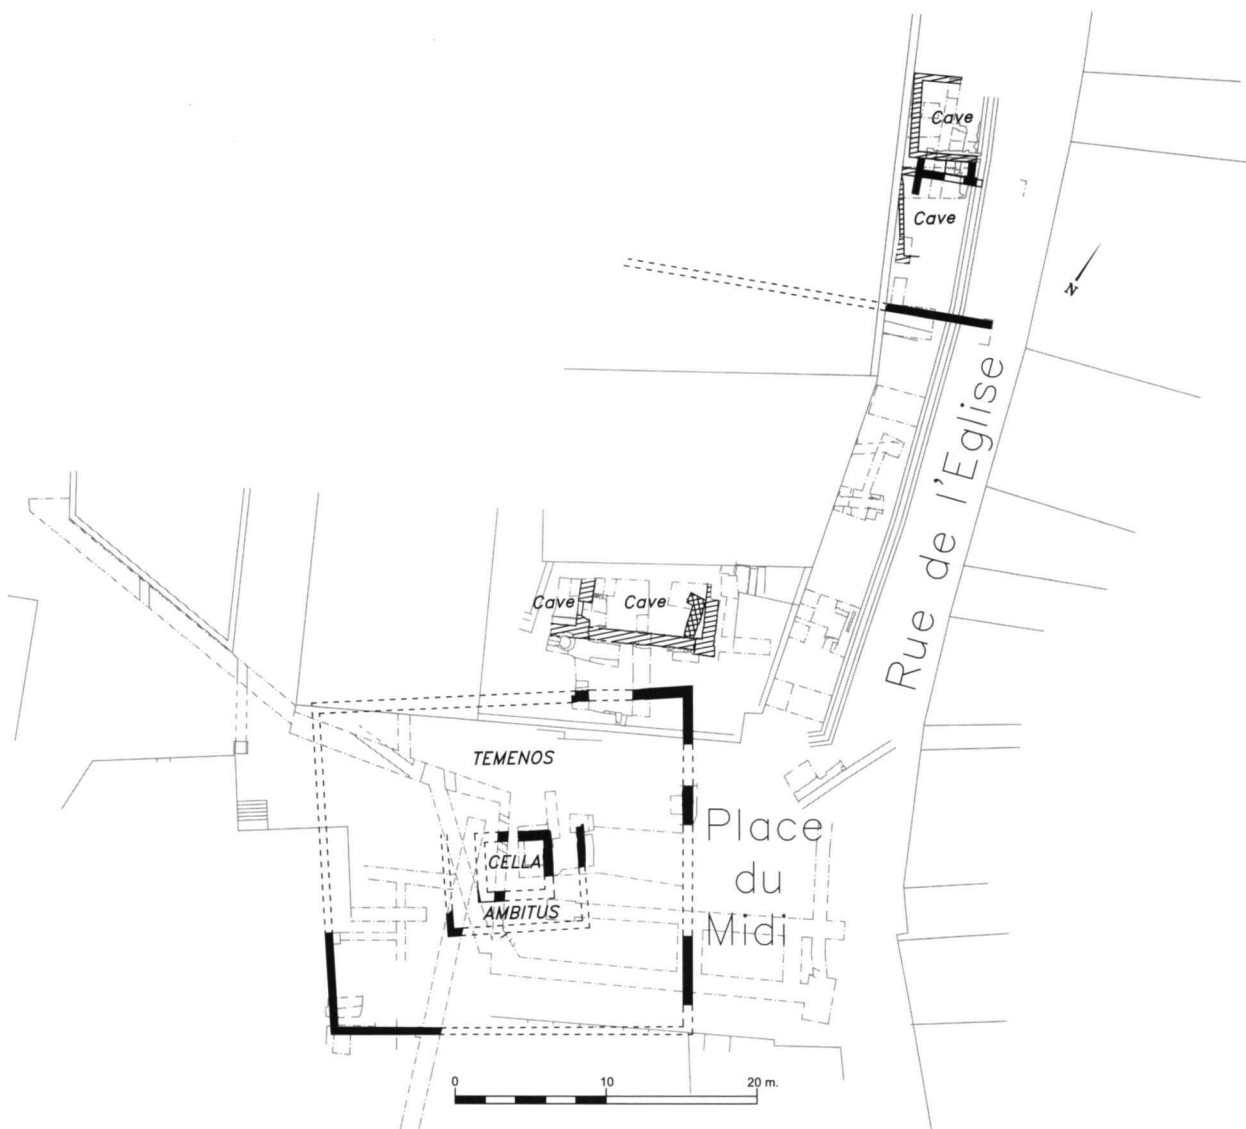 Cave
Cave
N
Rue de l'Eglise
Cave
Cave
TEMENOS
CELLA
AMBITUS
Place
du
Midi
0 10 20 m.